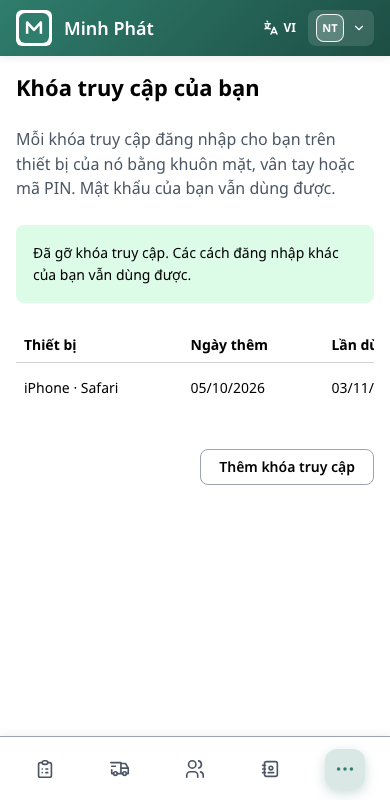 Minh Phát
VI
NT
Khóa truy cập của bạn
Mỗi khóa truy cập đăng nhập cho bạn trên
thiết bị của nó bằng khuôn mặt, vân tay hoặc
mã PIN. Mật khẩu của bạn vẫn dùng được.
Đã gỡ khóa truy cập. Các cách đăng nhập khác
của bạn vẫn dùng được.
Thiết bị Ngày thêm Lần
iPhone · Safari 05/10/2026 03/11/
Thêm khóa truy cập